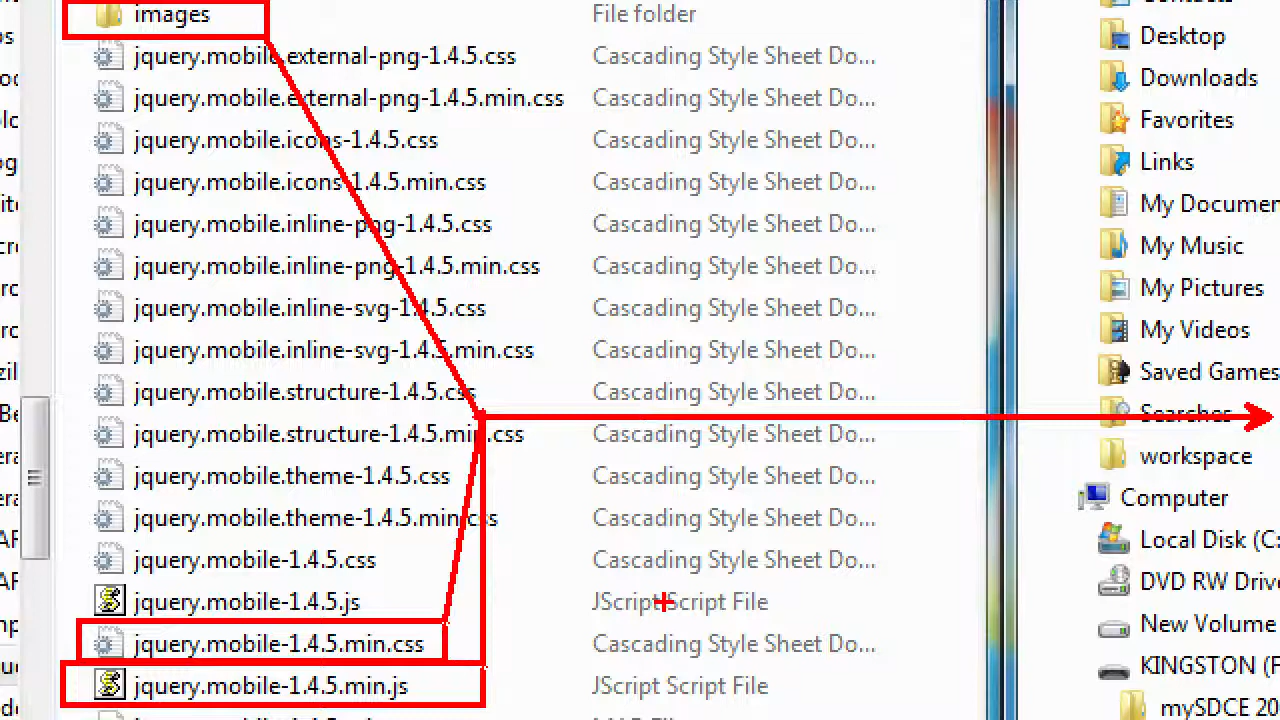 images File folder
jquery.mobile.external-png-1.4.5.css Cascading Style Sheet Do...
jquery.mobile.external-png-1.4.5.min.css Cascading Style Sheet Do...
jquery.mobile.icons-1.4.5.css Cascading Style Sheet Do...
jquery.mobile.icons-1.4.5.min.css Cascading Style Sheet Do...
jquery.mobile.inline-png-1.4.5.css Cascading Style Sheet Do...
jquery.mobile.inline-png-1.4.5.min.css Cascading Style Sheet Do...
jquery.mobile.inline-svg-1.4.5.css Cascading Style Sheet Do...
jquery.mobile.inline-svg-1.4.5.min.css Cascading Style Sheet Do...
jquery.mobile.structure-1.4.5.css Cascading Style Sheet Do...
jquery.mobile.structure-1.4.5.min.css Cascading Style Sheet Do...
jquery.mobile.theme-1.4.5.css Cascading Style Sheet Do...
jquery.mobile.theme-1.4.5.min.css Cascading Style Sheet Do...
jquery.mobile-1.4.5.css Cascading Style Sheet Do...
jquery.mobile-1.4.5.js JScript Script File
jquery.mobile-1.4.5.min.css Cascading Style Sheet Do...
jquery.mobile-1.4.5.min.js JScript Script File
Desktop
Downloads
Favorites
Links
My Documen
My Music
My Pictures
My Videos
Saved Games
Searches
workspace
Computer
Local Disk (C:
DVD RW Drive
New Volume
KINGSTON (F
mySDCE 20